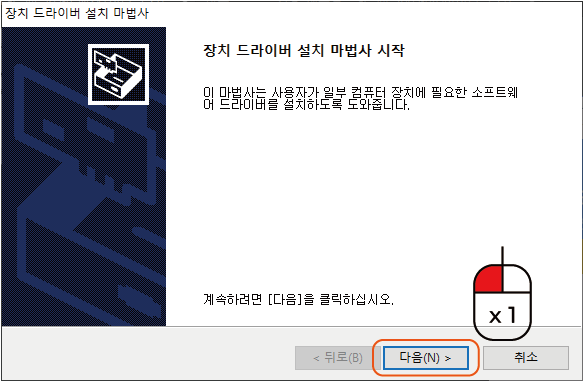 장치 드라이버 설치 마법사
장치 드라이버 설치 마법사 시작
이 마법사는 사용자가 일부 컴퓨터 장치에 필요한 소프트웨
어 드라이버를 설치하도록 도와줍니다.
계속하려면 [다음]을 클릭하십시오.
x 1
< 뒤로(B)
다음(N) >
취소